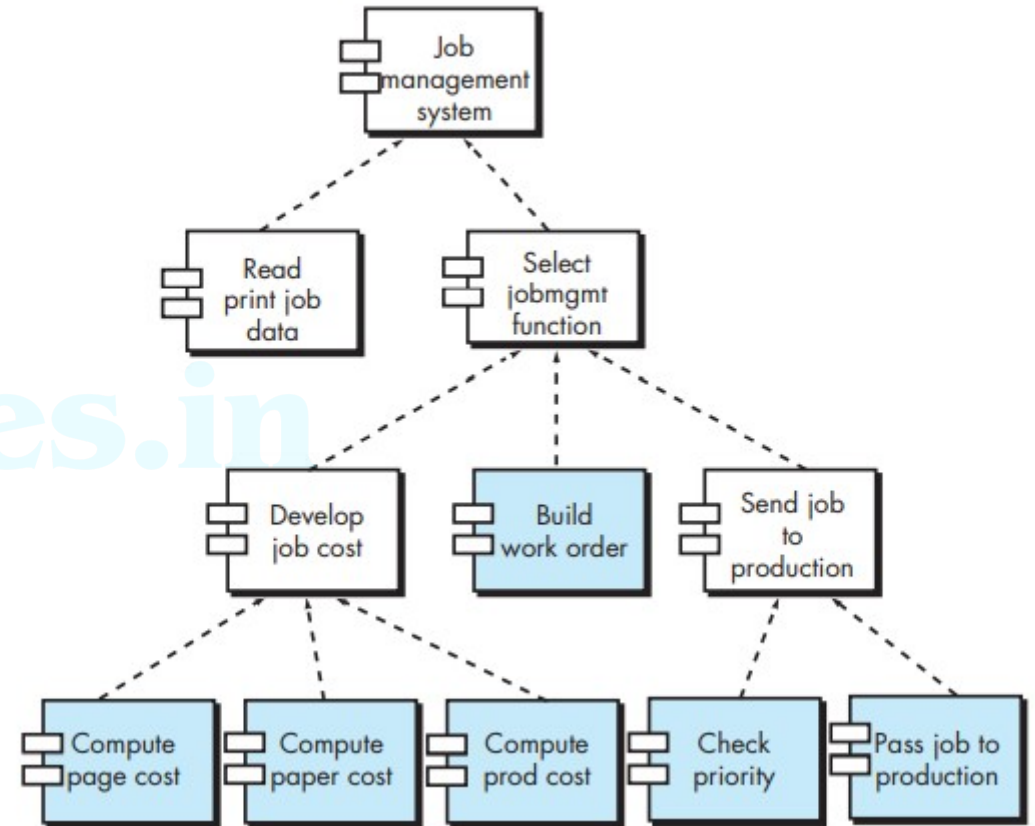 Job
management
system
Read
print job
data
Select
jobmgmt
function
es.in
Develop
job cost
Build
work order
Send job
to
production
Compute
page cost
Compute
paper cost
Compute
prod cost
Check
priority
Pass job to
production